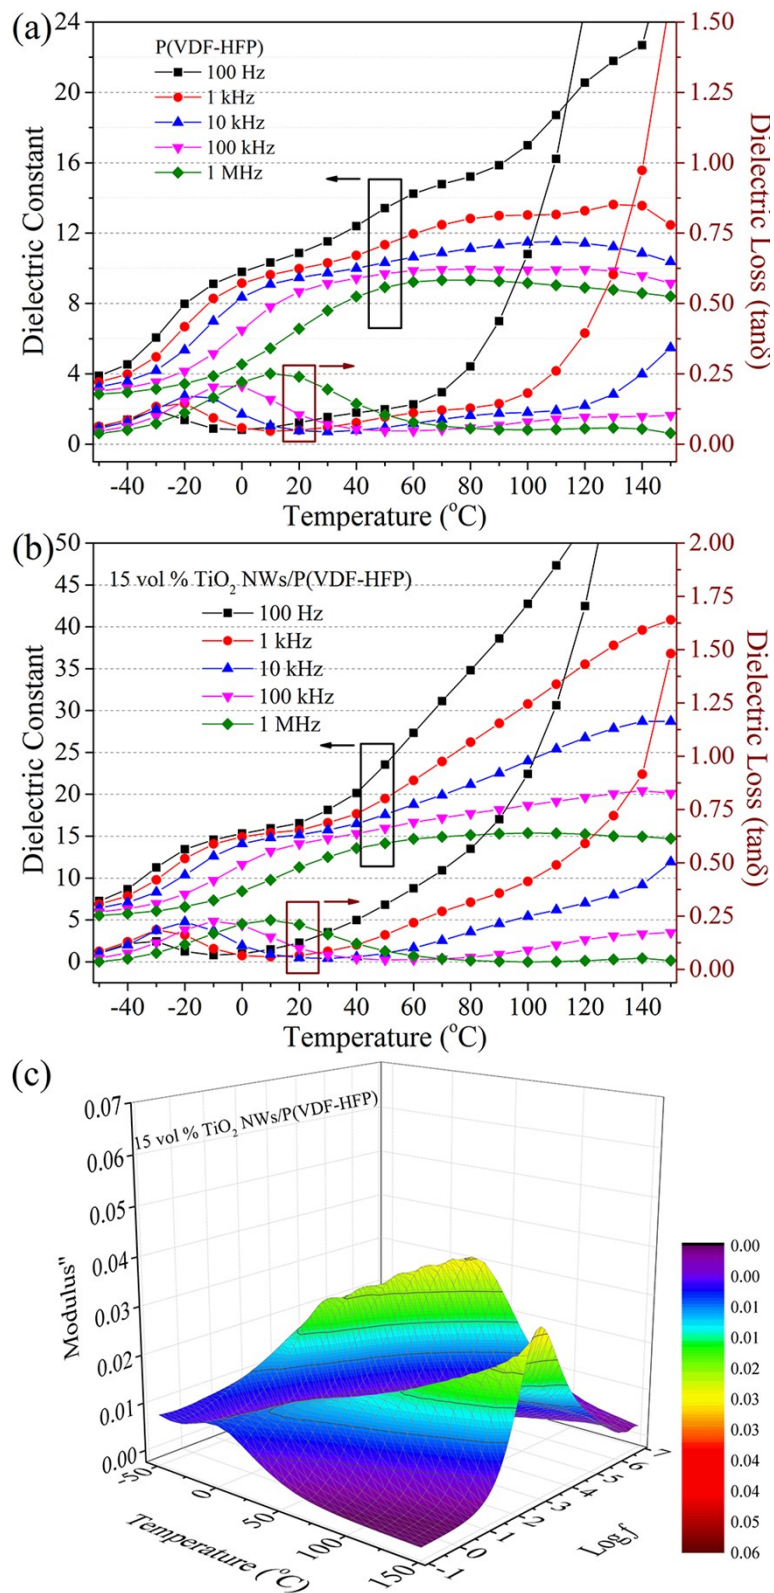 (a)
P(VDF-HFP)
100 Hz
1 kHz
10 kHz
100 kHz
1 MHz
Dielectric Constant
24
20
16
12
8
4
0
Dielectric Loss (tanδ)
1.50
1.25
1.00
0.75
0.50
0.25
0.00
-40 -20 0 20 40 60 80 100 120 140
Temperature (°C)
(b)
15 vol % TiO₂ NWs/P(VDF-HFP)
100 Hz
1 kHz
10 kHz
100 kHz
1 MHz
Dielectric Constant
50
45
40
35
30
25
20
15
10
5
0
Dielectric Loss (tanδ)
2.00
1.75
1.50
1.25
1.00
0.75
0.50
0.25
0.00
-40 -20 0 20 40 60 80 100 120 140
Temperature (°C)
(c)
15 vol % TiO₂ NWs/P(VDF-HFP)
Modulus"
0.07
0.06
0.05
0.04
0.03
0.02
0.01
0.00
-50 0 50 100 150
Temperature (°C)
-1 0 1 2 3 4 5 6 7
Log f
0.00
0.00
0.01
0.01
0.02
0.03
0.03
0.04
0.04
0.05
0.06